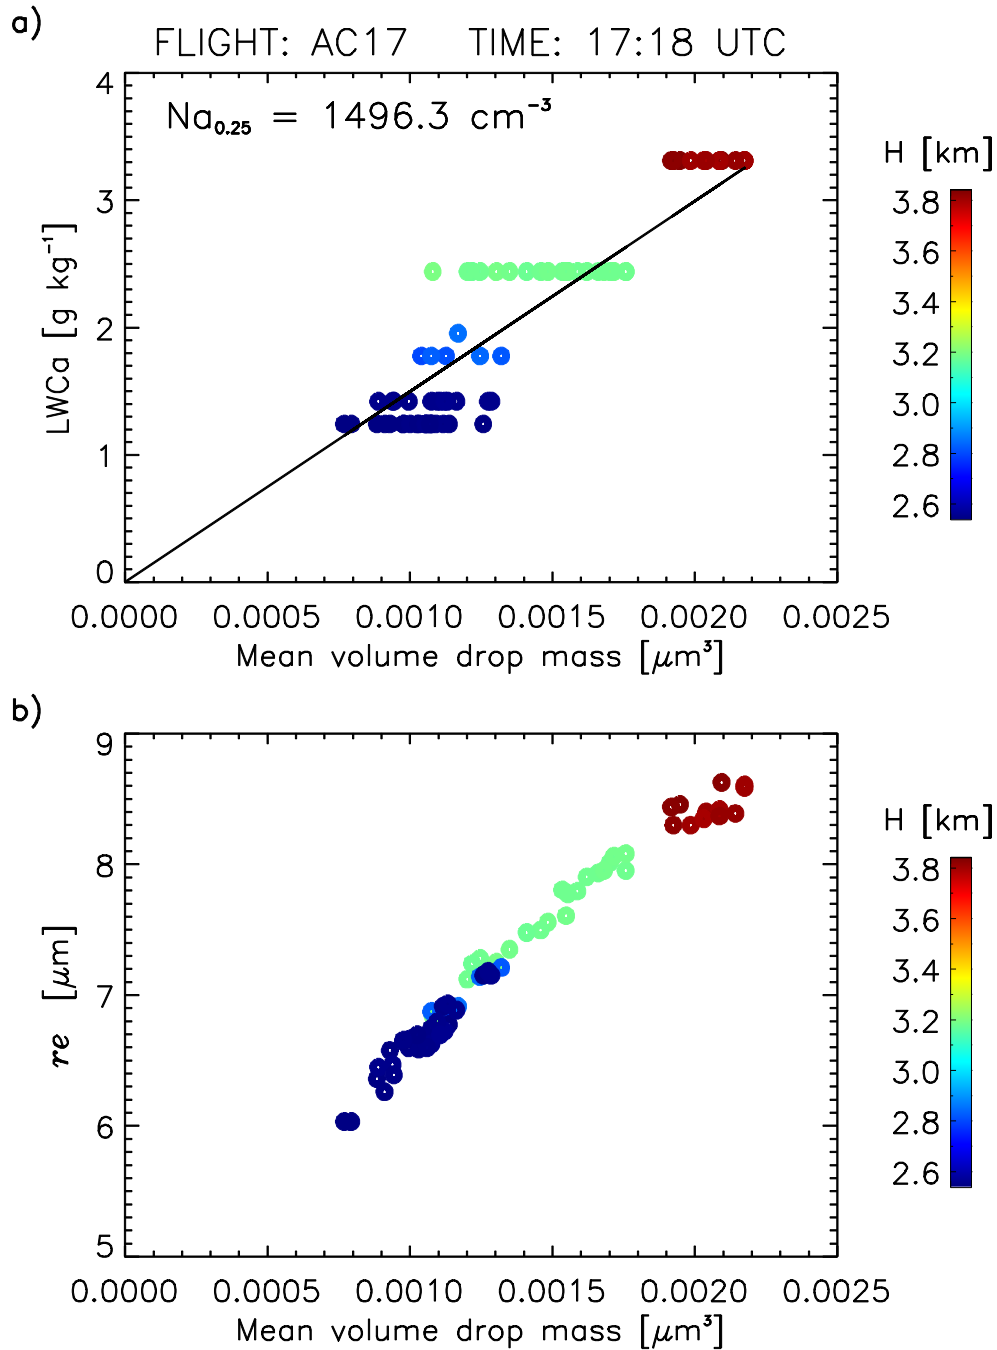 a)
FLIGHT: AC17 TIME: 17:18 UTC
Na0.25 = 1496.3 cm⁻³
LWCa [g kg⁻¹]
4
3
2
1
0
0.0000 0.0005 0.0010 0.0015 0.0020 0.0025
Mean volume drop mass [μm³]
H [km]
3.8
3.6
3.4
3.2
3.0
2.8
2.6
b)
re [μm]
9
8
7
6
5
0.0000 0.0005 0.0010 0.0015 0.0020 0.0025
Mean volume drop mass [μm³]
H [km]
3.8
3.6
3.4
3.2
3.0
2.8
2.6